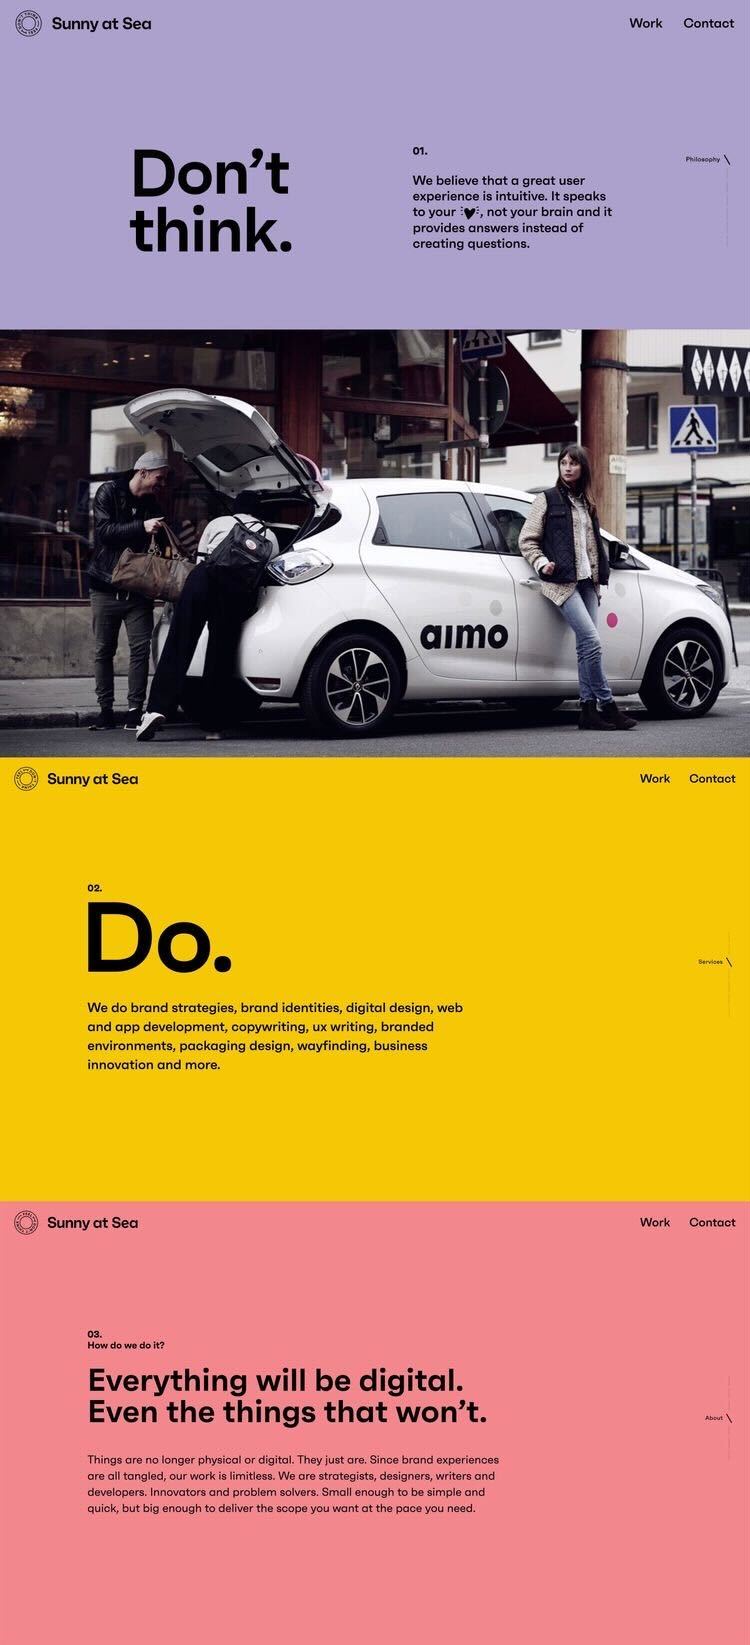 Sunny at Sea
Work
Contact
Don't
think.
01.
We believe that a great user
experience is intuitive. It speaks
to your 🖤, not your brain and it
provides answers instead of
creating questions.
Philosophy
aımo
Sunny at Sea
Work
Contact
02.
Do.
We do brand strategies, brand identities, digital design, web
and app development, copywriting, ux writing, branded
environments, packaging design, wayfinding, business
innovation and more.
Services
Sunny at Sea
Work
Contact
03.
How do we do it?
Everything will be digital.
Even the things that won't.
Things are no longer physical or digital. They just are. Since brand experiences
are all tangled, our work is limitless. We are strategists, designers, writers and
developers. Innovators and problem solvers. Small enough to be simple and
quick, but big enough to deliver the scope you want at the pace you need.
About